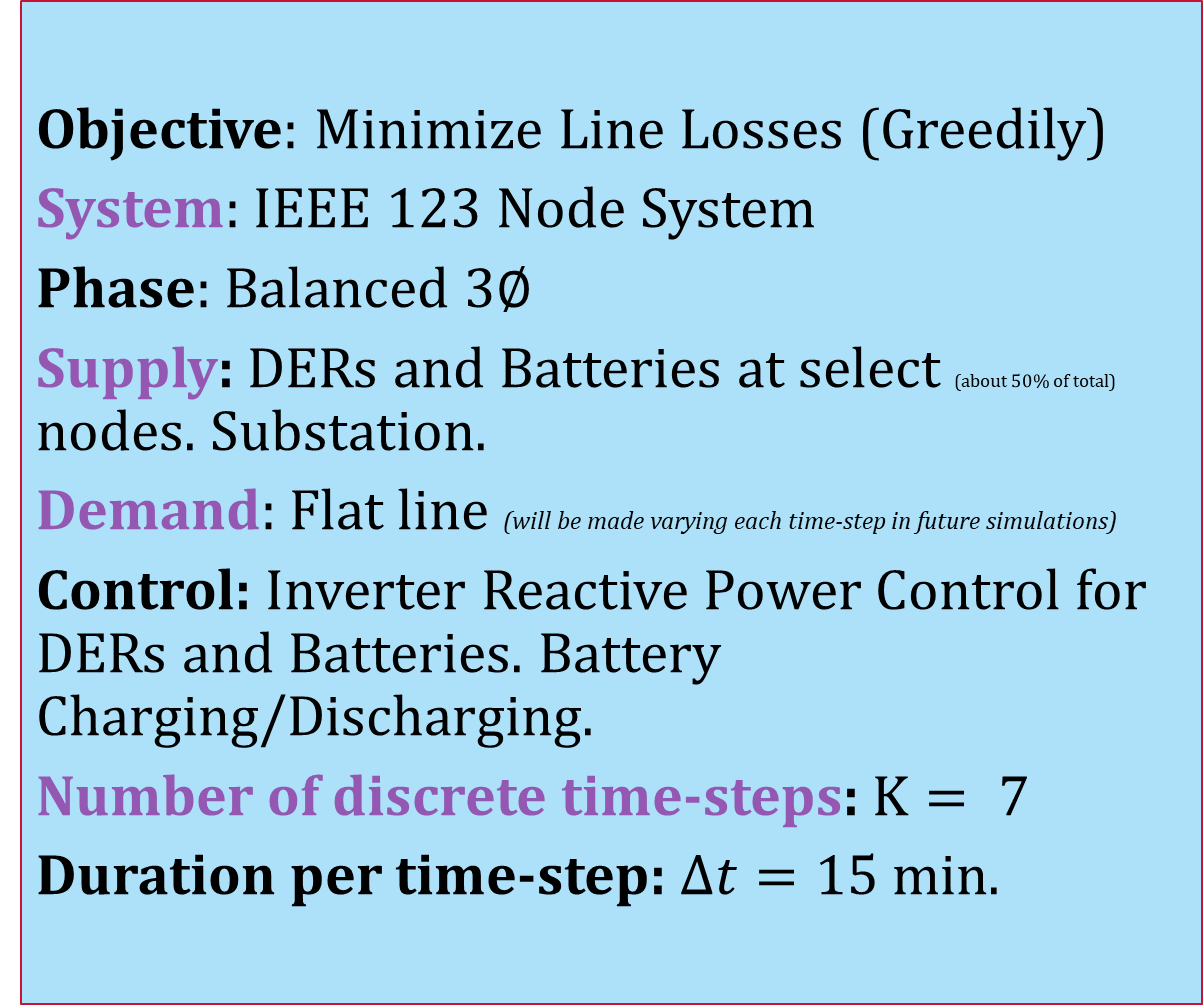 Objective: Minimize Line Losses (Greedily)
System: IEEE 123 Node System
Phase: Balanced 3∅
Supply: DERs and Batteries at select (about 50% of total)
nodes. Substation.
Demand: Flat line (will be made varying each time-step in future simulations)
Control: Inverter Reactive Power Control for
DERs and Batteries. Battery
Charging/Discharging.
Number of discrete time-steps: K = 7
Duration per time-step: Δt = 15 min.